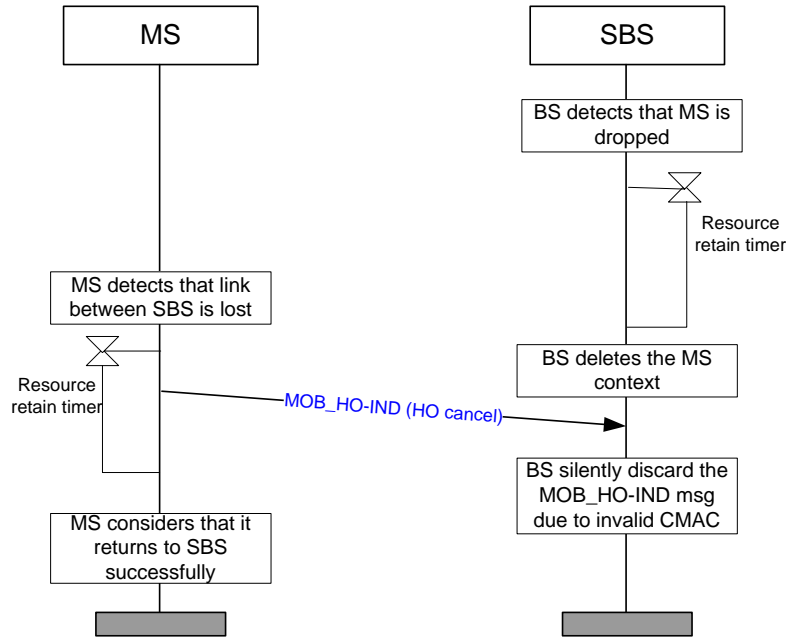 MS
SBS
BS detects that MS is
dropped
Resource
retain timer
MS detects that link
between SBS is lost
Resource
retain timer
BS deletes the MS
context
MOB_HO-IND (HO cancel)
BS silently discard the
MOB_HO-IND msg
due to invalid CMAC
MS considers that it
returns to SBS
successfully